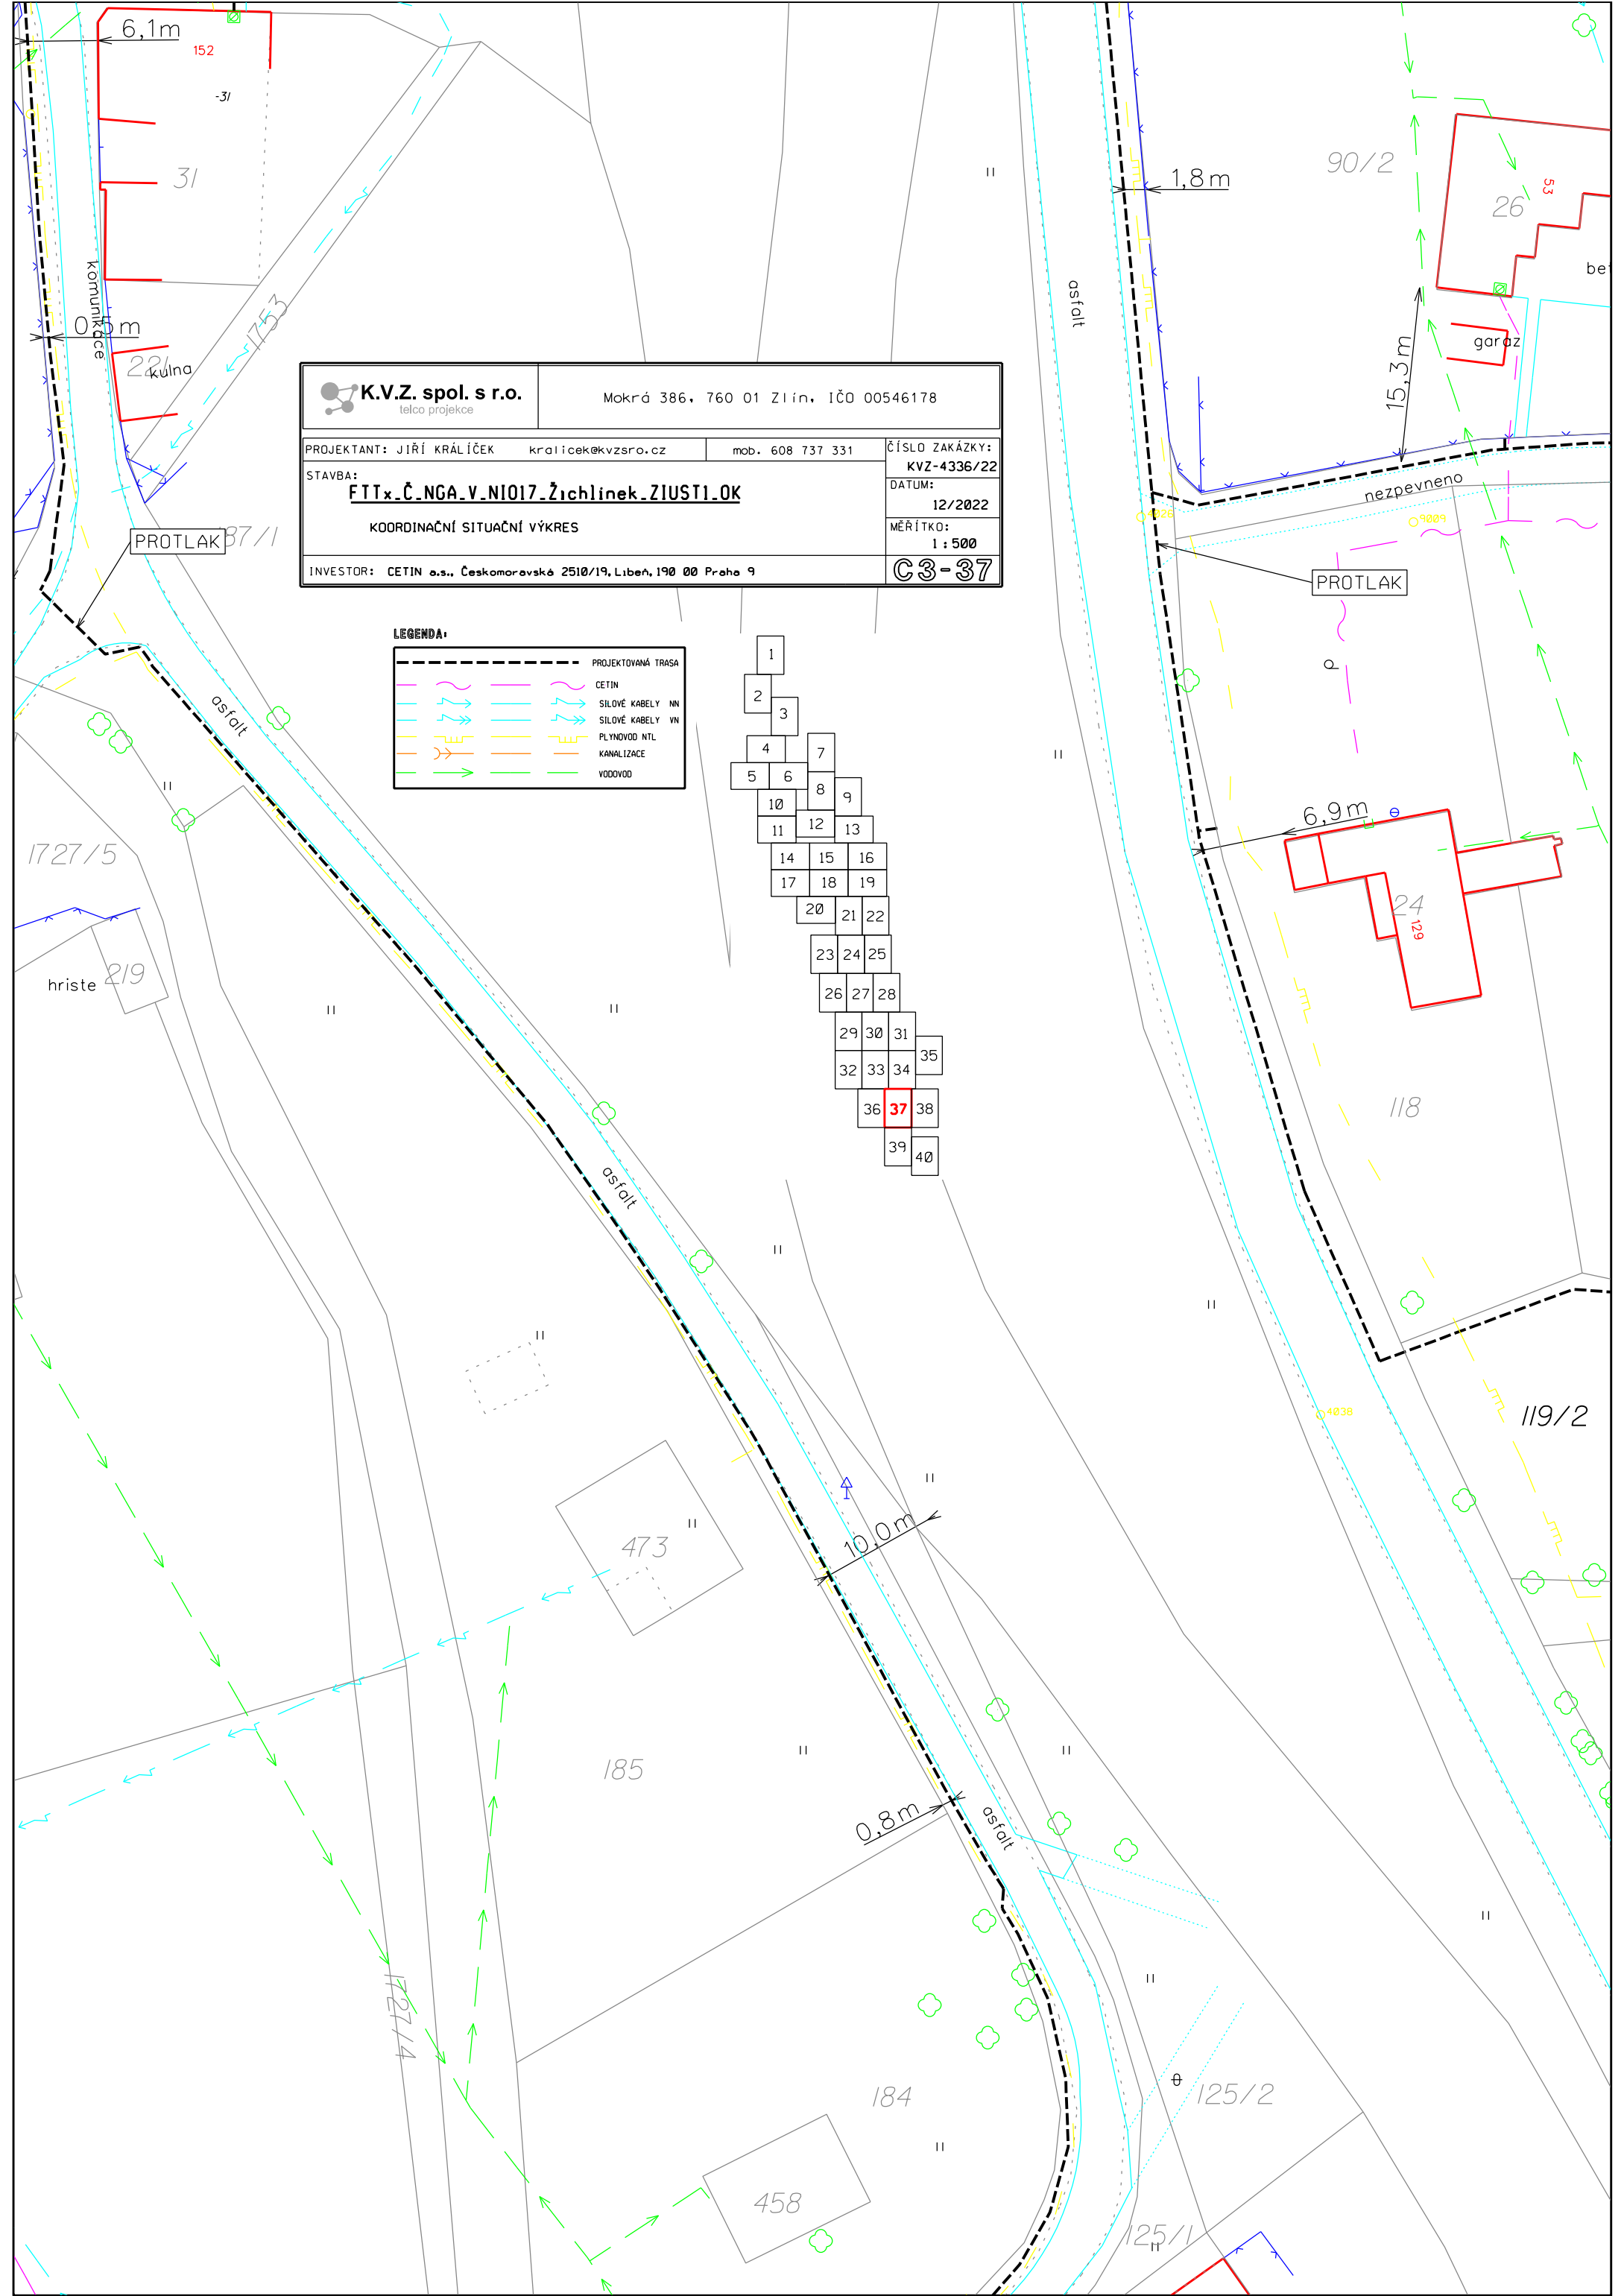 6,1m
152
-31
31
komunikace
0,5m
221
kulna
1753
PROTLAK
187/1
asfalt
1,8m
90/2
26
53
garaz
15,3m
nezpevneno
4026
9009
PROTLAK
K.V.Z. spol. s r.o.
telco projekce
Mokrá 386, 760 01 Zlín, IČO 00546178
PROJEKTANT: JIŘÍ KRÁLÍČEK kralicek@kvzsro.cz mob. 608 737 331
ČÍSLO ZAKÁZKY:
KVZ-4336/22
STAVBA:
FTTx_Č_NGA_V_NIO17_Žichlínek_ZIUST1_OK
KOORDINAČNÍ SITUAČNÍ VÝKRES
DATUM:
12/2022
MĚŘÍTKO:
1:500
INVESTOR: CETIN a.s., Českomoravská 2510/19, Libeň, 190 00 Praha 9
C3-37
LEGENDA:
PROJEKTOVANÁ TRASA
CETIN
SILOVÉ KABELY NN
SILOVÉ KABELY VN
PLYNOVOD NTL
KANALIZACE
VODOVOD
1
2
3
4
7
5 6
8
9
10
11 12 13
14 15 16
17 18 19
20 21 22
23 24 25
26 27 28
29 30 31
35
32 33 34
36 37 38
39
40
asfalt
1727/5
219
hriste
6,9m
24
129
118
asfalt
119/2
4038
10,0m
473
185
0,8m
asfalt
1727/4
184
125/2
458
125/1